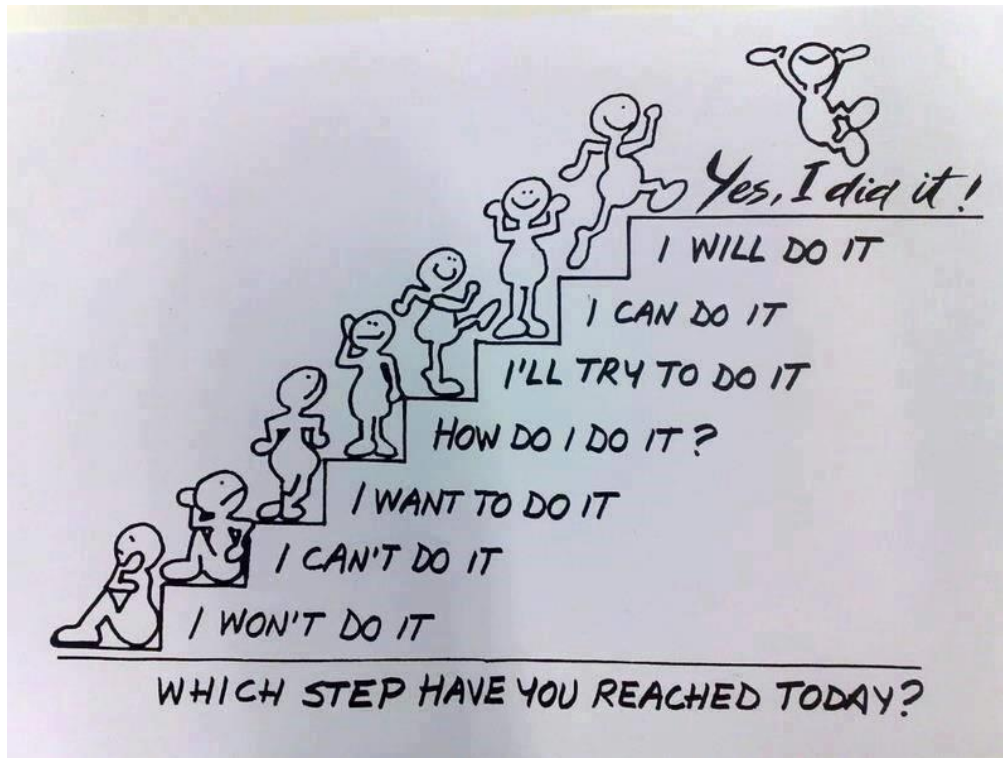 Yes, I did it!
I WILL DO IT
I CAN DO IT
I'LL TRY TO DO IT
HOW DO I DO IT?
I WANT TO DO IT
I CAN'T DO IT
I WON'T DO IT
WHICH STEP HAVE YOU REACHED TODAY?